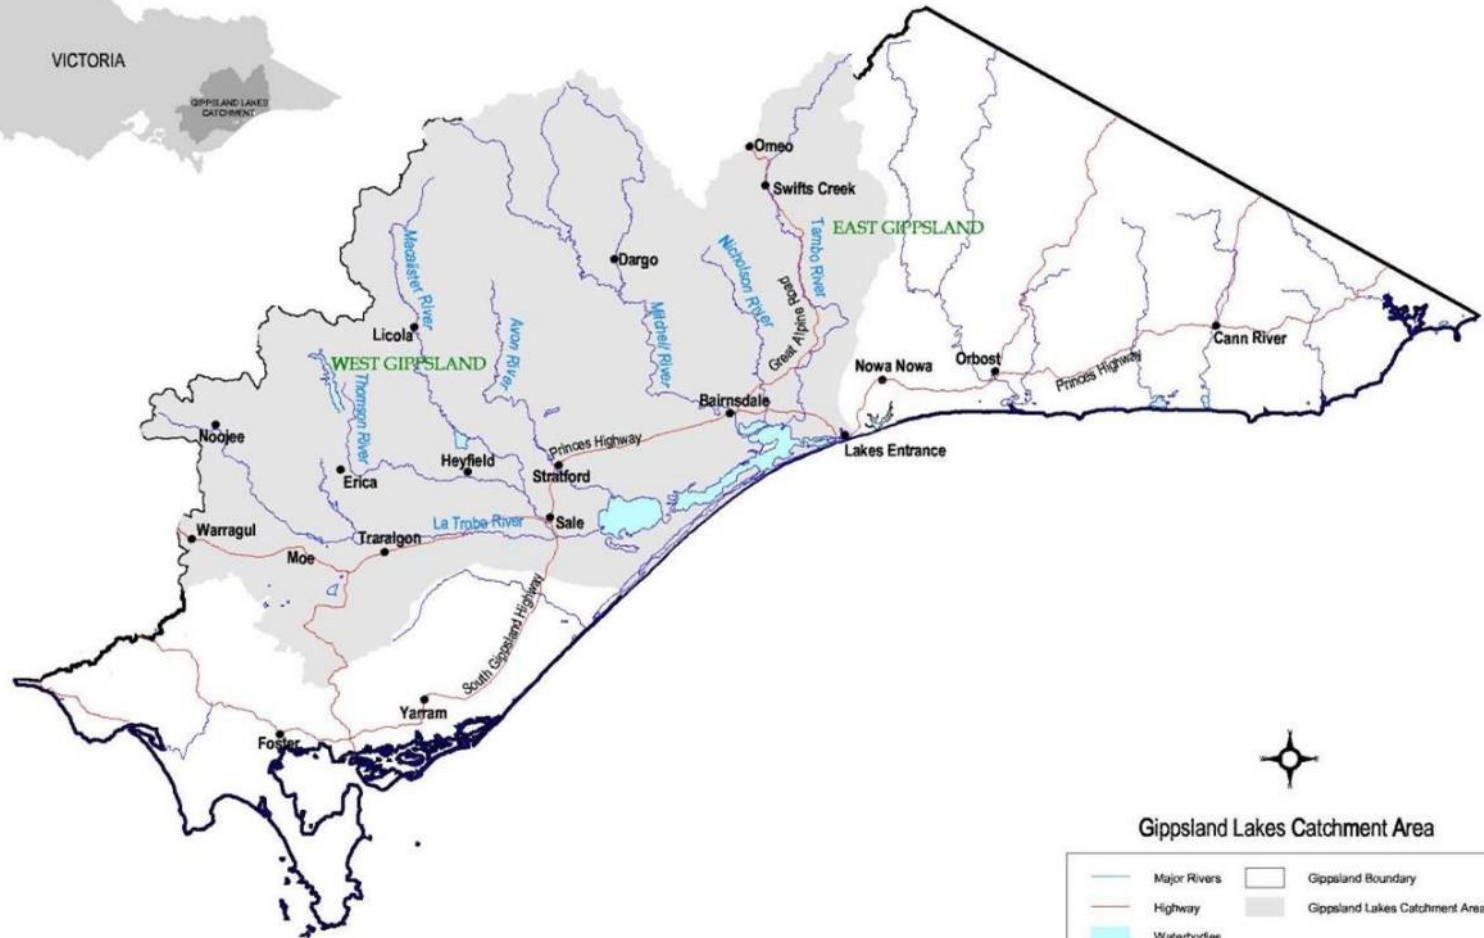 VICTORIA
GIPPSLAND LAKES
CATCHMENT
Omeo
Swifts Creek
EAST GIPPSLAND
Tambo River
Nicholson River
Great Alpine Road
Dargo
Macalister River
Mitchell River
Licola
Avon River
WEST GIPPSLAND
Thomson River
Cann River
Orbost
Nowa Nowa
Princes Highway
Bairnsdale
Noojee
Princes Highway
Lakes Entrance
Heyfield
Stratford
Erica
La Trobe River
Sale
Warragul
Traralgon
Moe
South Gippsland Highway
Yarram
Foster
Gippsland Lakes Catchment Area
Major Rivers
Gippsland Boundary
Highway
Gippsland Lakes Catchment Area
Waterbodies